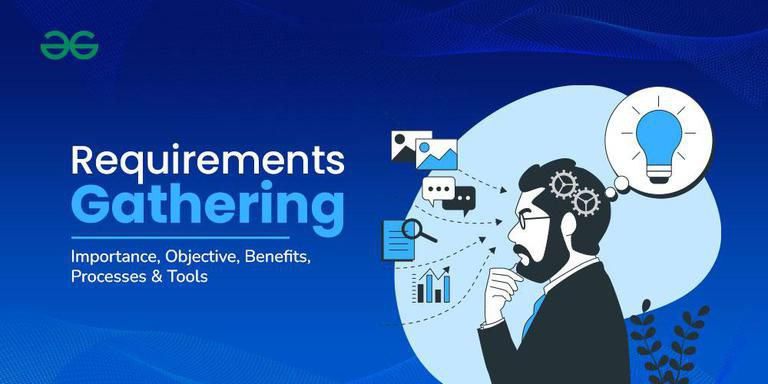 Requirements
Gathering
Importance, Objective, Benefits,
Processes & Tools